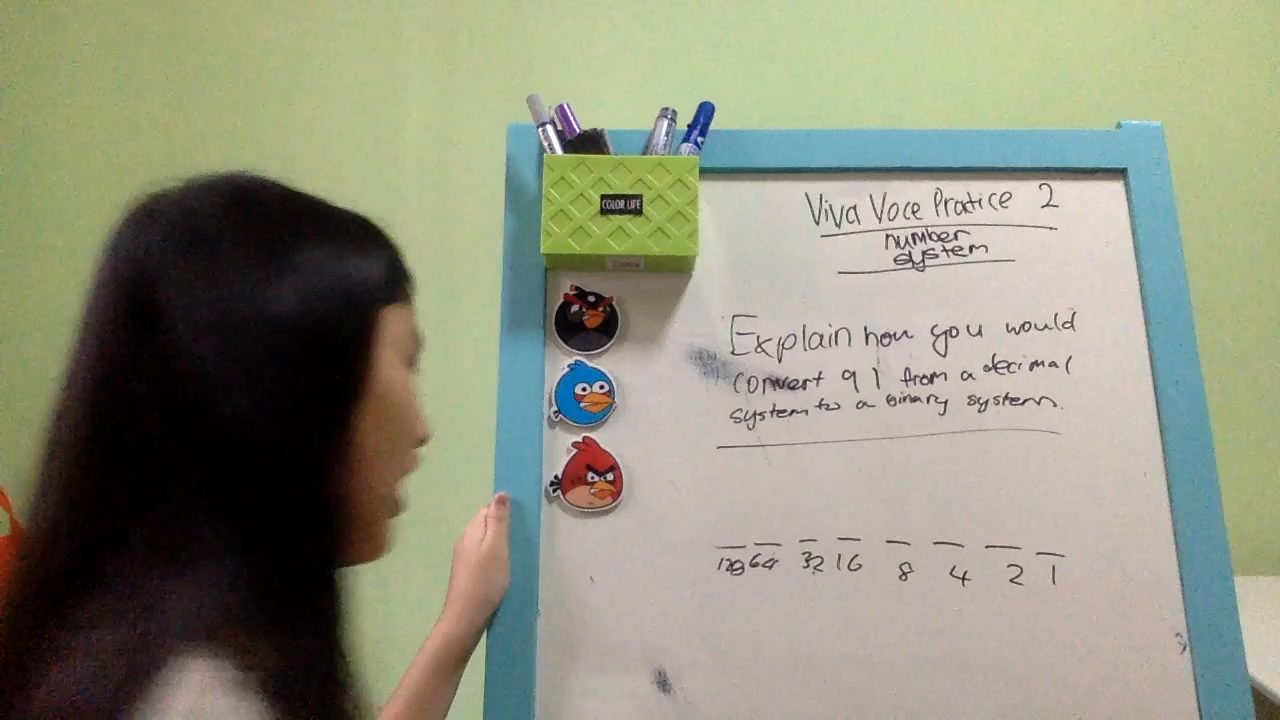 COLOR LIFE
Viva Voce Pratice 2
number
system
Explain how you would
convert 91 from a decimal
system to a binary system.
128 64 32 16 8 4 2 1